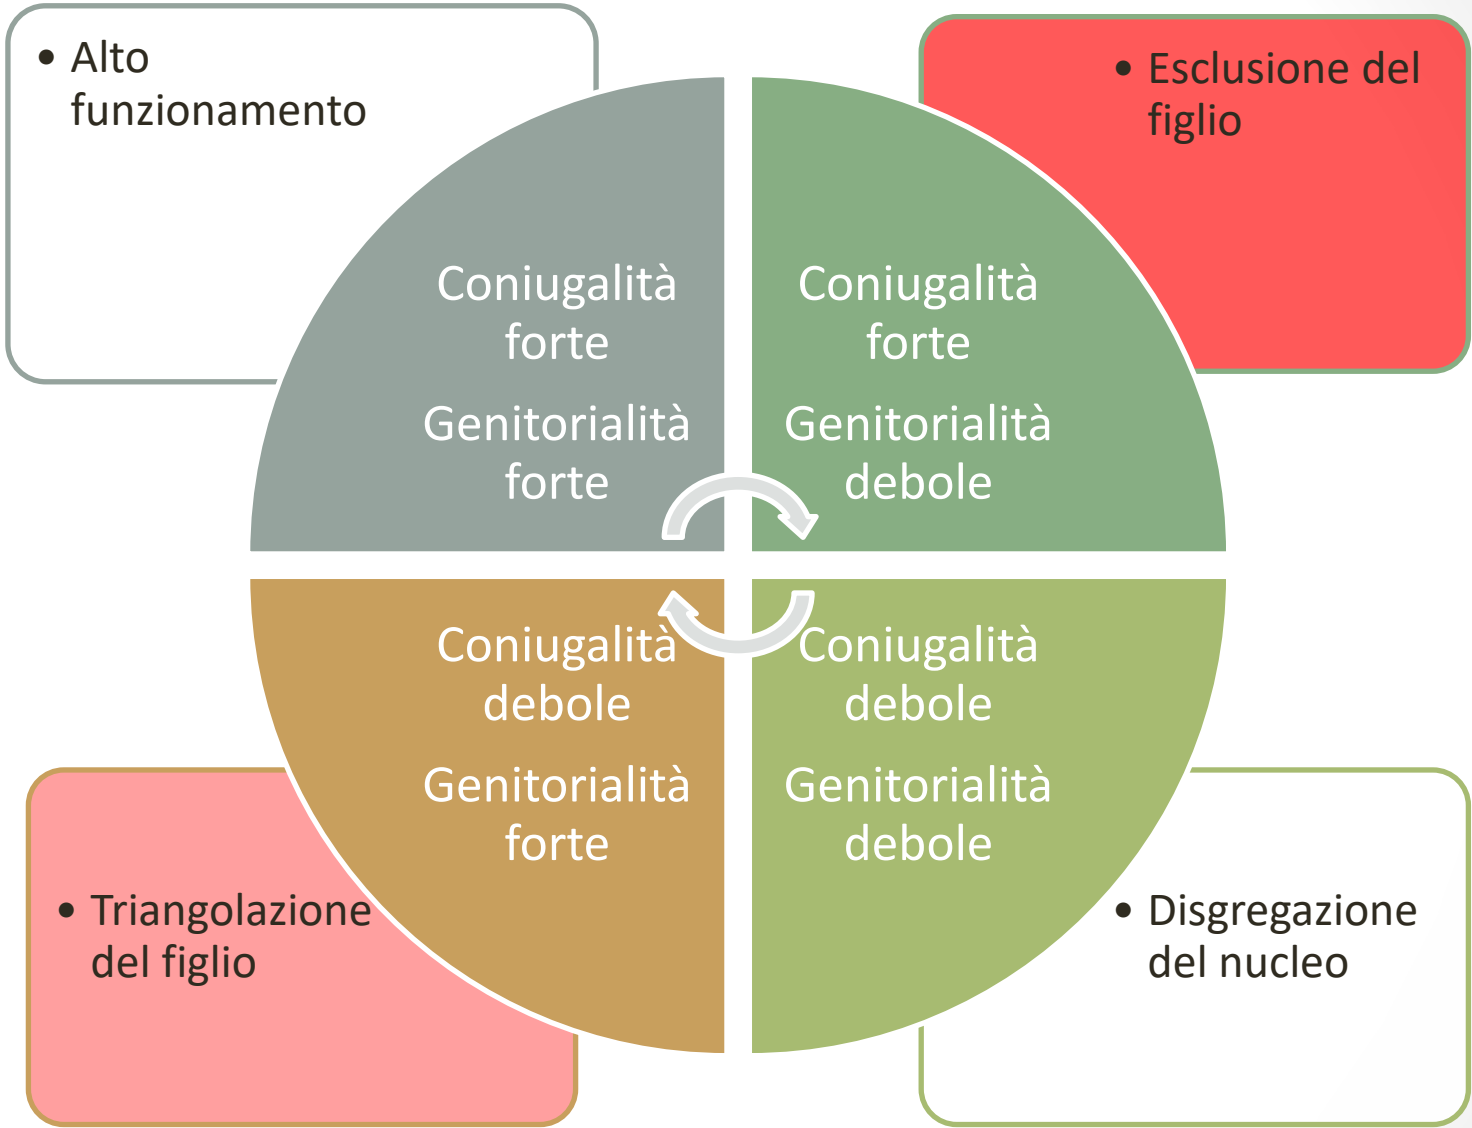 • Alto
funzionamento
• Esclusione del
figlio
Coniugalità
forte
Genitorialità
forte
Coniugalità
forte
Genitorialità
debole
Coniugalità
debole
Genitorialità
forte
Coniugalità
debole
Genitorialità
debole
• Triangolazione
del figlio
• Disgregazione
del nucleo